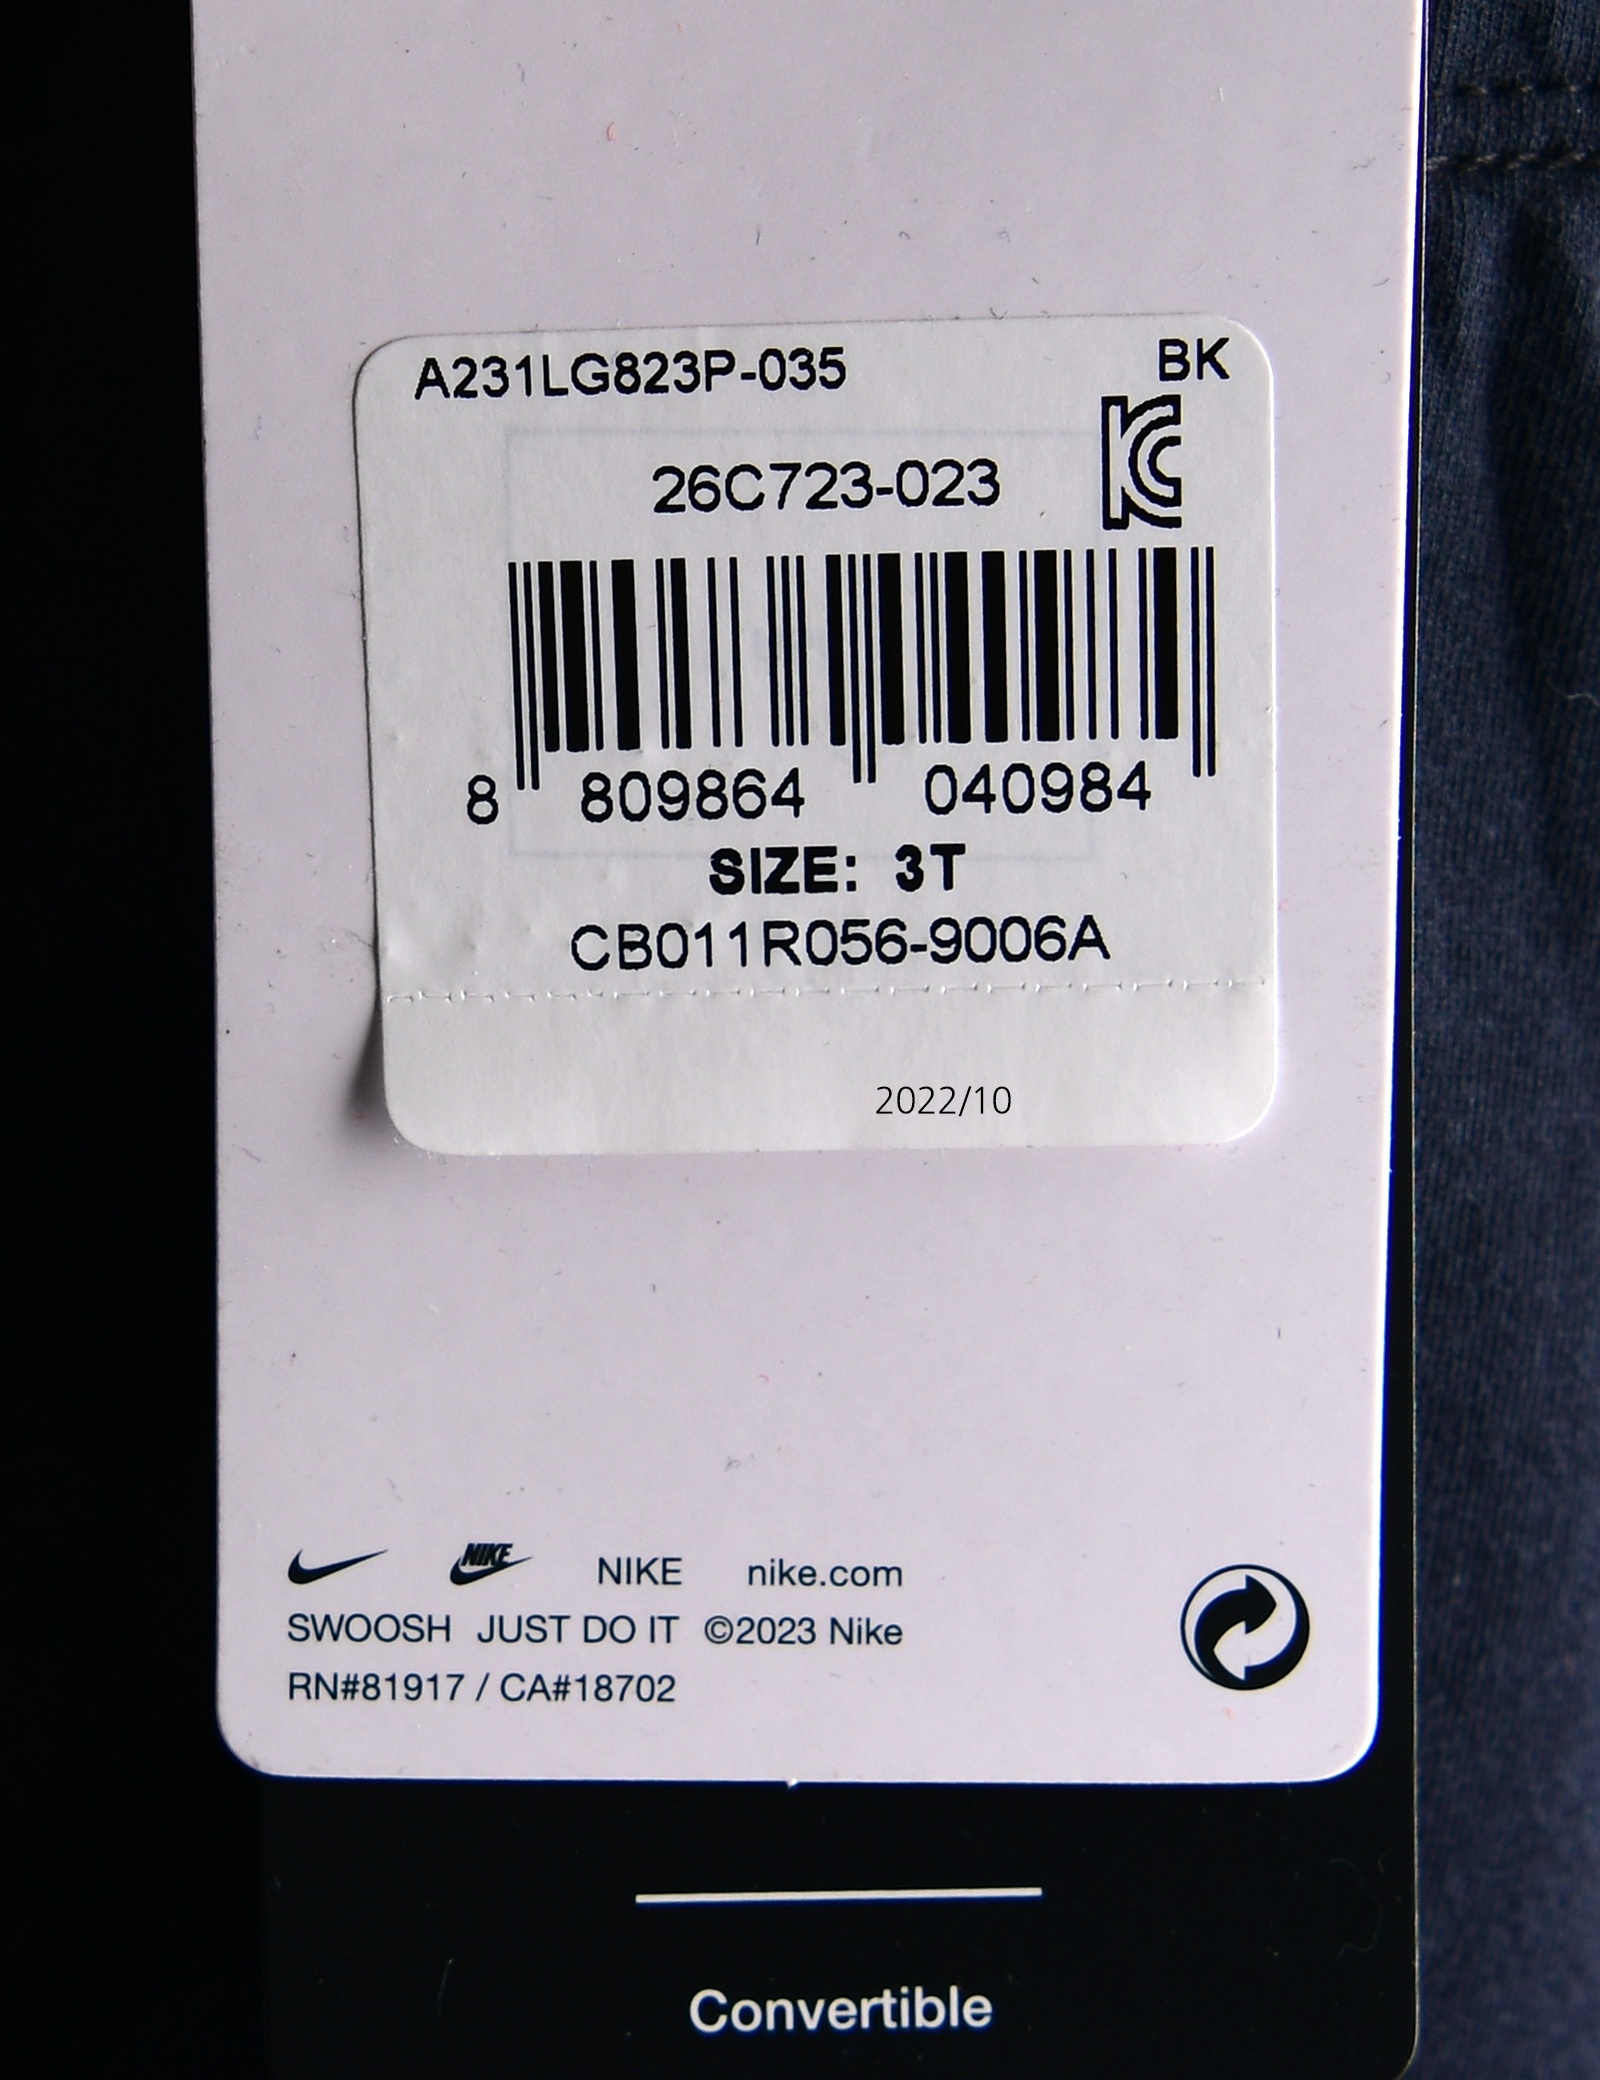 A231LG823P-035 BK
26C723-023
8 809864 040984
SIZE: 3T
CB011R056-9006A
2022/10
NIKE NIKE nike.com
SWOOSH JUST DO IT ©2023 Nike
RN#81917 / CA#18702
Convertible